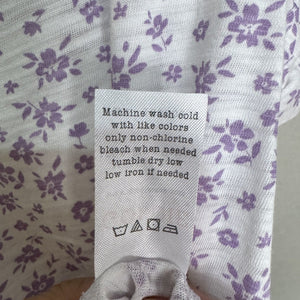 Machine wash cold
with like colors
only non-chlorine
bleach when needed
tumble dry low
low iron if needed